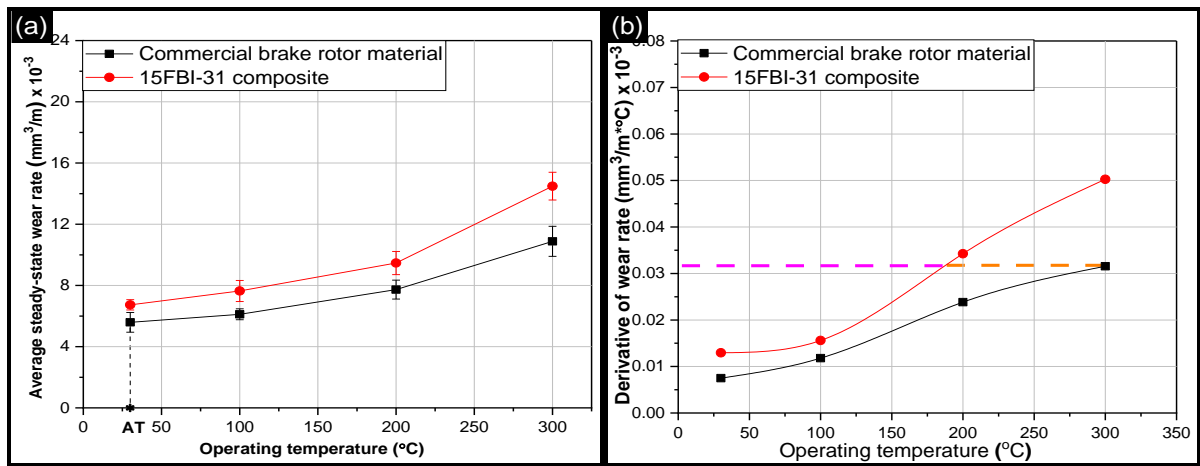 (a)
24
20
16
12
8
4
0
Average steady-state wear rate (mm³/m) x 10⁻³
Commercial brake rotor material
15FBI-31 composite
0 AT 100 150 200 250 300
Operating temperature (ºC)
(b)
0.08
0.07
0.06
0.05
0.04
0.03
0.02
0.01
0.00
Derivative of wear rate (mm³/m*ºC) x 10⁻³
Commercial brake rotor material
15FBI-31 composite
0 50 100 150 200 250 300 350
Operating temperature (°C)